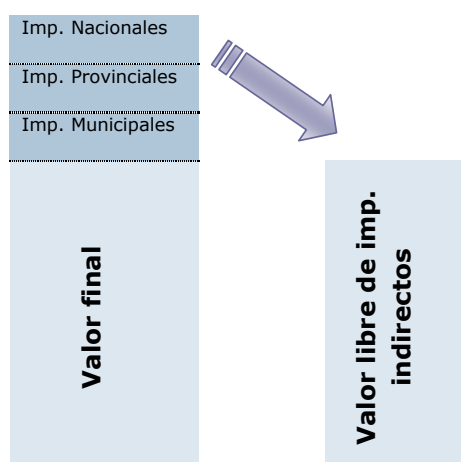 Imp. Nacionales
Imp. Provinciales
Imp. Municipales
Valor final
Valor libre de imp.
indirectos